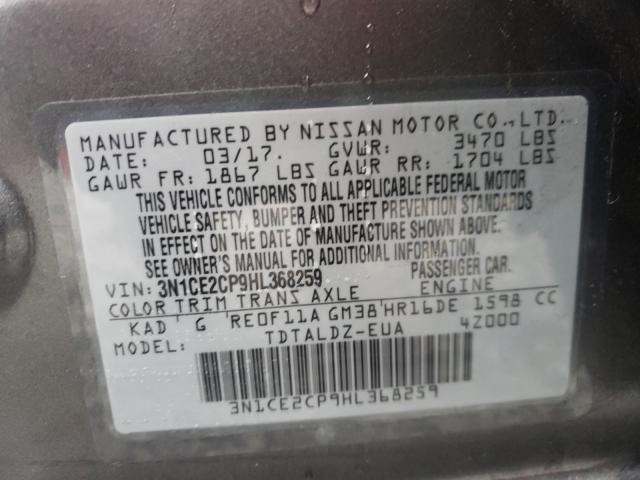 MANUFACTURED BY NISSAN MOTOR CO., LTD.
DATE: 03/17. GVWR: 3470 LBS
GAWR FR: 1867 LBS GAWR RR: 1704 LBS
THIS VEHICLE CONFORMS TO ALL APPLICABLE FEDERAL MOTOR
VEHICLE SAFETY, BUMPER AND THEFT PREVENTION STANDARDS
IN EFFECT ON THE DATE OF MANUFACTURE SHOWN ABOVE.
SEE OWNER'S MANUAL FOR ADDITIONAL INFORMATION.
VIN: 3N1CE2CP9HL368259 PASSENGER CAR.
COLOR TRIM TRANS AXLE ENGINE
KAD ' G 'RE0F11A GM38'HR16DE 1598 CC
MODEL: TDTALDZ-EUA 4Z000
3N1CE2CP9HL368259